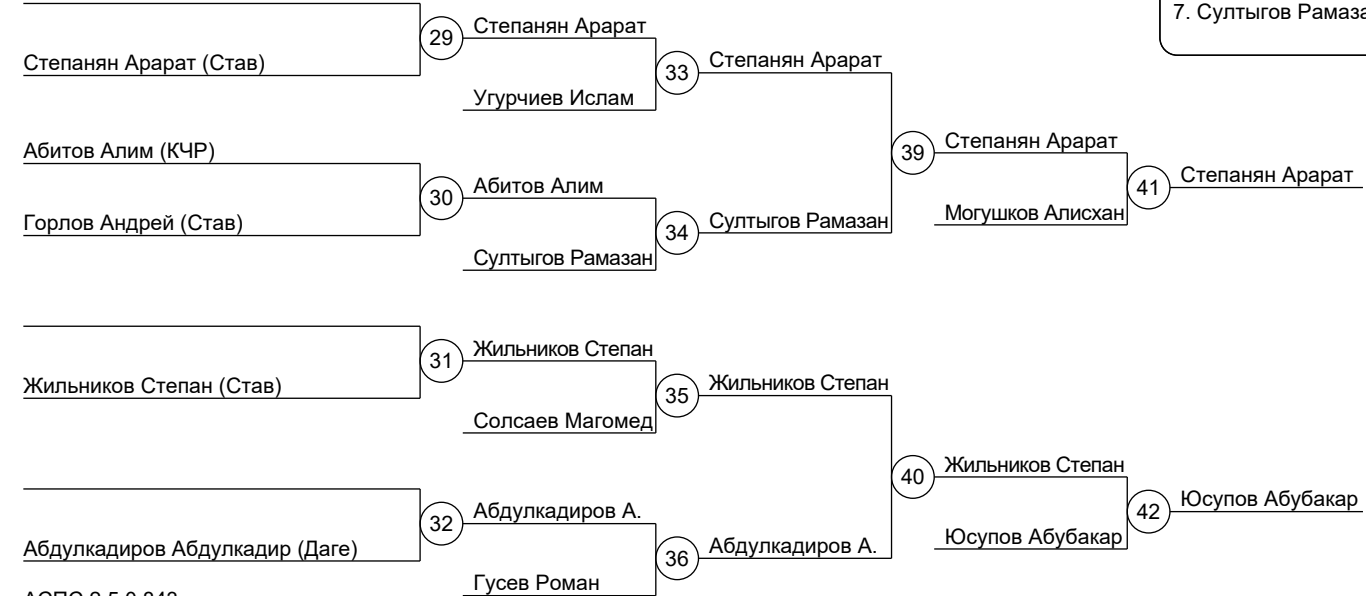 7. Султыгов Рамаза
29
Степанян Арарат
Степанян Арарат (Став)
33
Степанян Арарат
Угурчиев Ислам
Абитов Алим (КЧР)
39
Степанян Арарат
41
Степанян Арарат
30
Абитов Алим
Горлов Андрей (Став)
34
Султыгов Рамазан
Могушков Алисхан
Султыгов Рамазан
31
Жильников Степан
Жильников Степан (Став)
35
Жильников Степан
Солсаев Магомед
40
Жильников Степан
42
Юсупов Абубакар
32
Абдулкадиров А.
Юсупов Абубакар
Абдулкадиров Абдулкадир (Даге)
36
Абдулкадиров А.
Гусев Роман